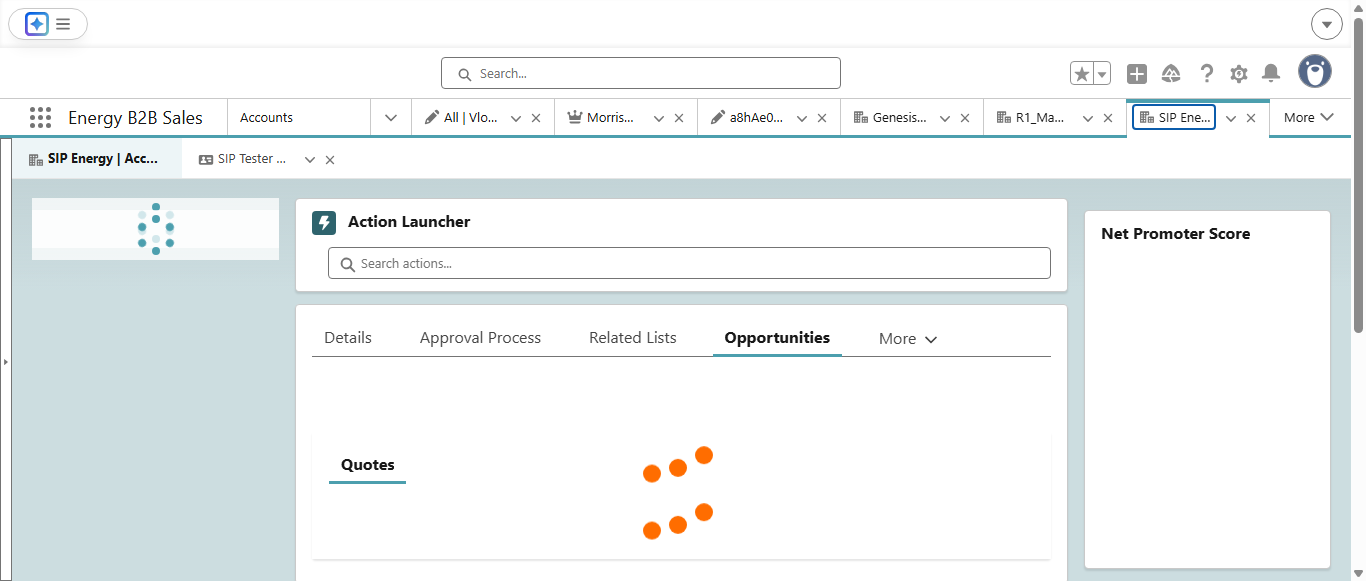 Search...
Energy B2B Sales
Accounts
All | Vlo...
Morris...
a8hAe0...
Genesis...
R1_Ma...
SIP Ene...
More
SIP Energy | Acc...
SIP Tester ...
Action Launcher
Search actions...
Net Promoter Score
Details
Approval Process
Related Lists
Opportunities
More
Quotes